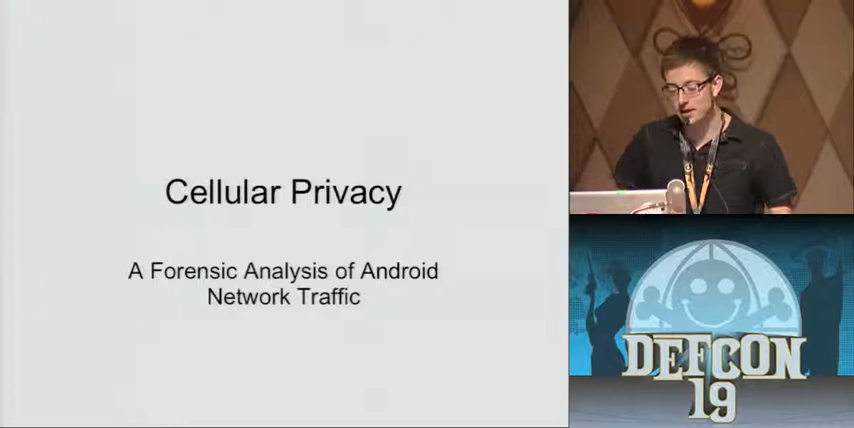 Cellular Privacy
A Forensic Analysis of Android
Network Traffic
DEFCON
19